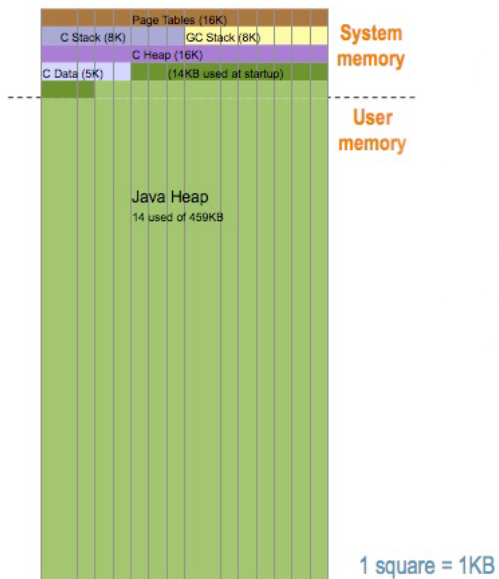 Page Tables (16K)
C Stack (8K)
GC Stack (8K)
C Heap (16K)
C Data (5K)
(14KB used at startup)
System
memory
User
memory
Java Heap
14 used of 459KB
1 square = 1KB